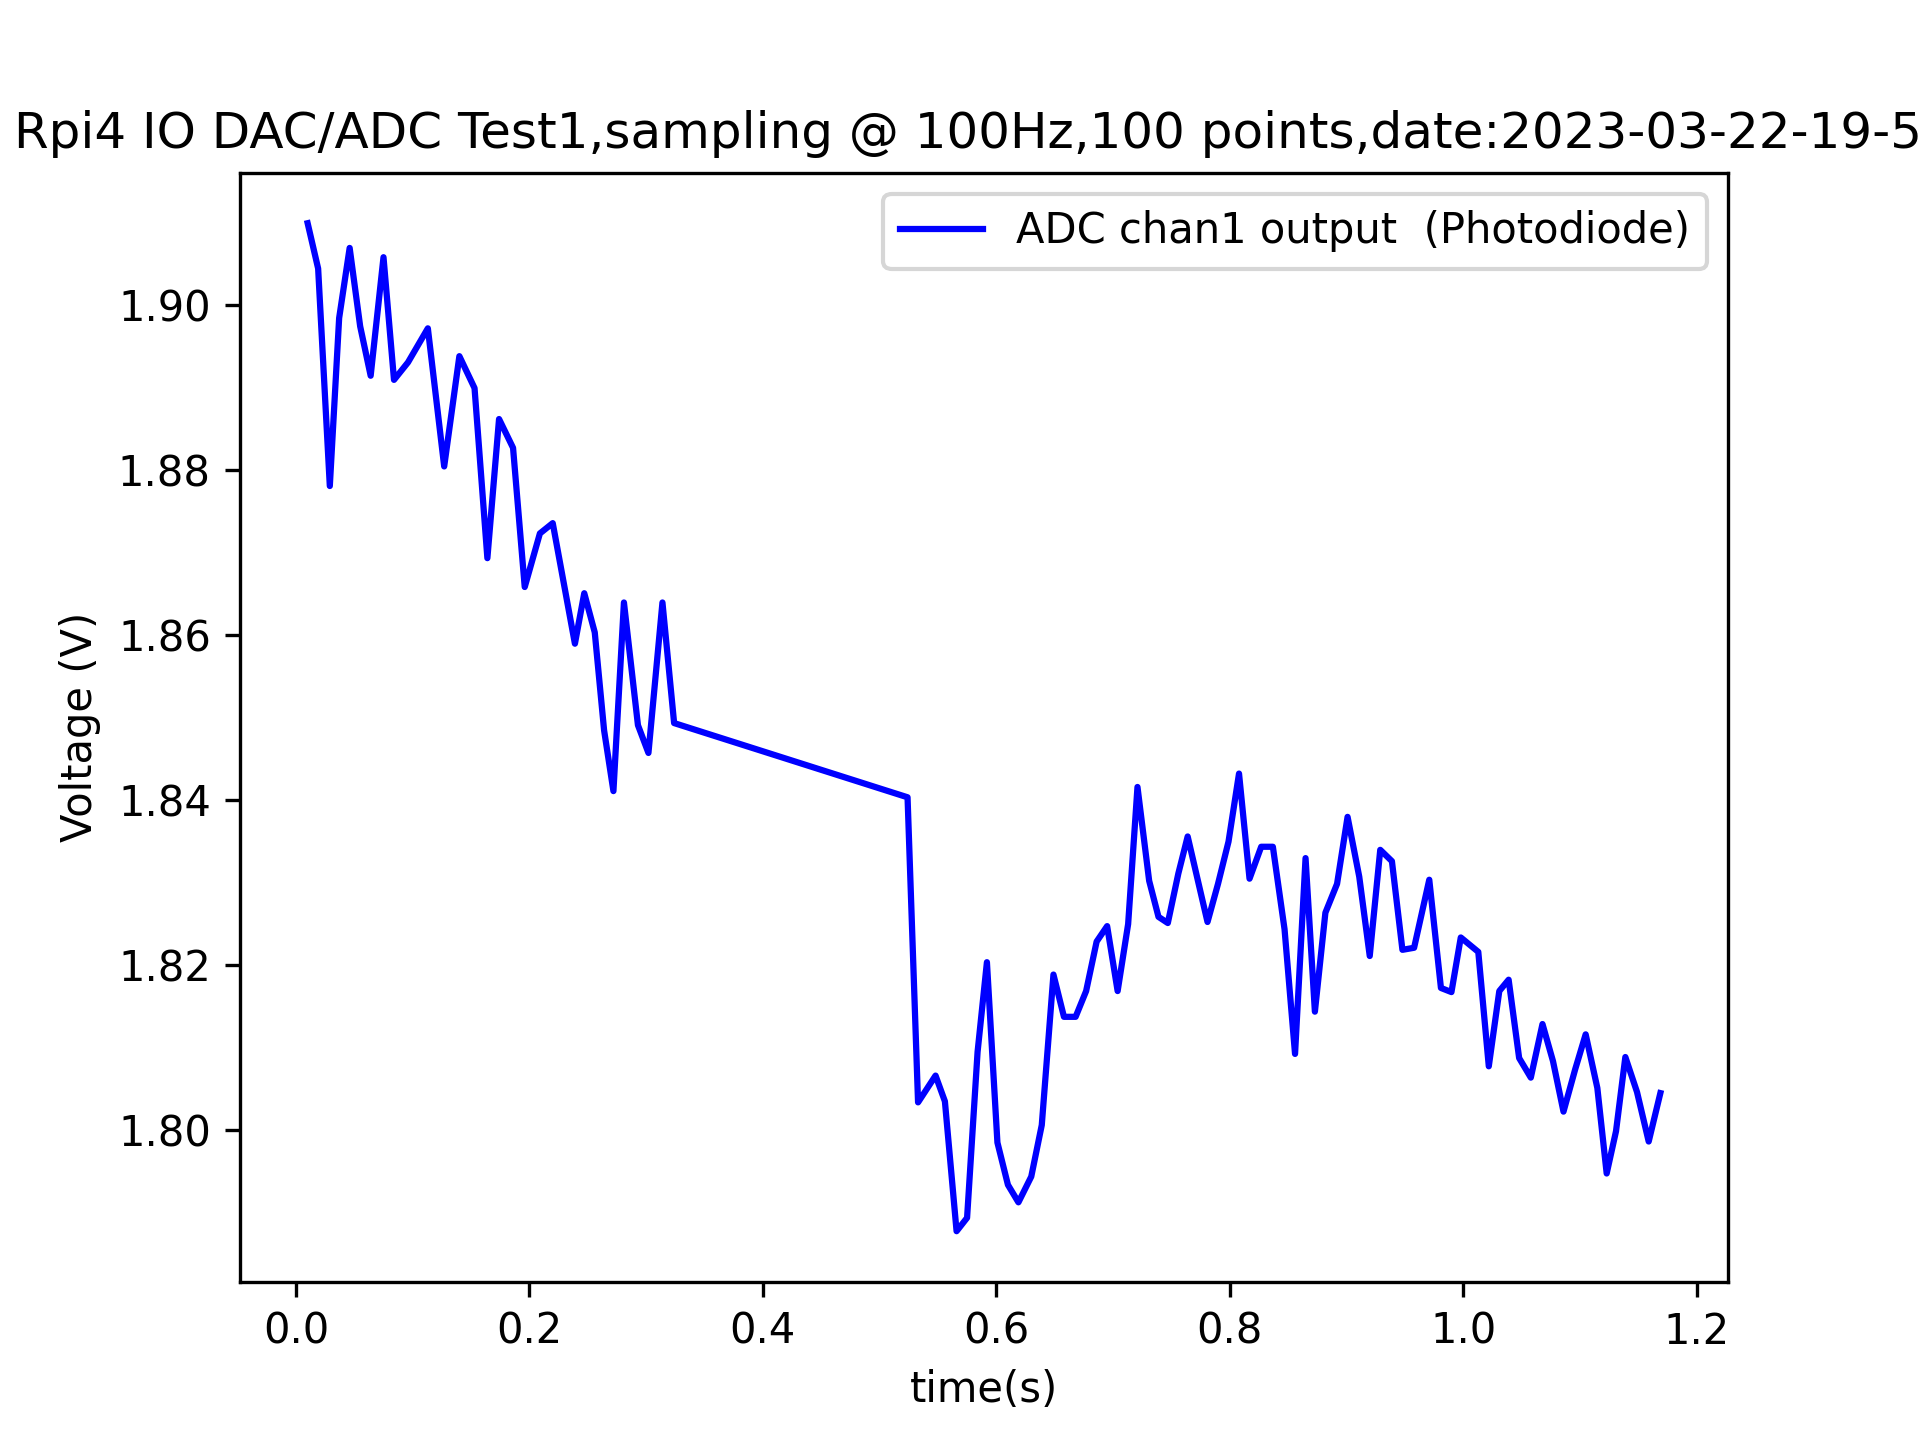 Rpi4 IO DAC/ADC Test1,sampling @ 100Hz,100 points,date:2023-03-22-19-5
ADC chan1 output  (Photodiode)
Voltage (V)
1.90
1.88
1.86
1.84
1.82
1.80
0.0 0.2 0.4 0.6 0.8 1.0 1.2
time(s)